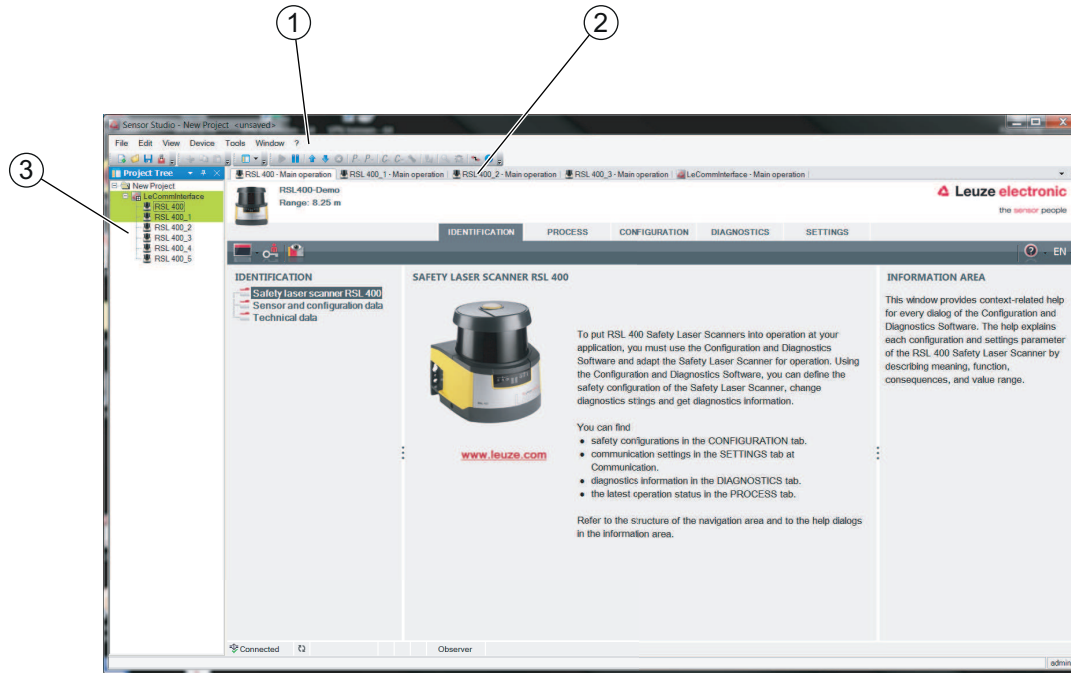 1
2
3
Sensor Studio - New Project <unsaved>
File Edit View Device Tools Window ?
Project Tree
New Project
LeCommInterface
RSL 400
RSL 400_1
RSL 400_2
RSL 400_3
RSL 400_4
RSL 400_5
RSL 400 - Main operation RSL 400_1 - Main operation RSL 400_2 - Main operation RSL 400_3 - Main operation LeCommInterface - Main operation
RSL400-Demo
Range: 8.25 m
Leuze electronic
the sensor people
IDENTIFICATION PROCESS CONFIGURATION DIAGNOSTICS SETTINGS
? EN
IDENTIFICATION
Safety laser scanner RSL 400
Sensor and configuration data
Technical data
SAFETY LASER SCANNER RSL 400
www.leuze.com
To put RSL 400 Safety Laser Scanners into operation at your
application, you must use the Configuration and Diagnostics
Software and adapt the Safety Laser Scanner for operation. Using
the Configuration and Diagnostics Software, you can define the
safety configuration of the Safety Laser Scanner, change
diagnostics sttings and get diagnostics information.
You can find
• safety configurations in the CONFIGURATION tab.
• communication settings in the SETTINGS tab at
Communication.
• diagnostics information in the DIAGNOSTICS tab.
• the latest operation status in the PROCESS tab.
Refer to the structure of the navigation area and to the help dialogs
in the information area.
INFORMATION AREA
This window provides context-related help
for every dialog of the Configuration and
Diagnostics Software. The help explains
each configuration and settings parameter
of the RSL 400 Safety Laser Scanner by
describing meaning, function,
consequences, and value range.
Connected Observer
admin